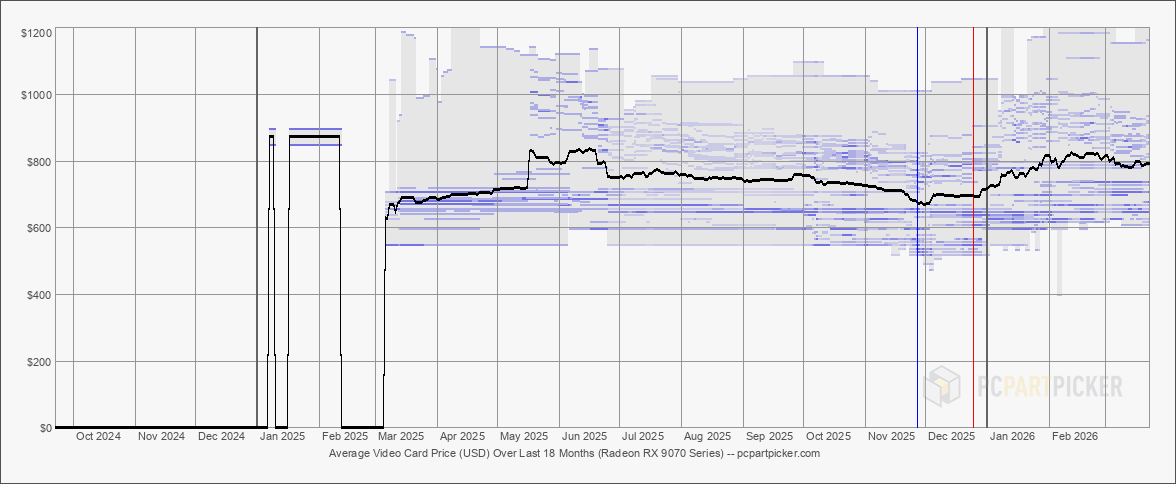 $1200
$1000
$800
$600
$400
$200
$0
Oct 2024 Nov 2024 Dec 2024 Jan 2025 Feb 2025 Mar 2025 Apr 2025 May 2025 Jun 2025 Jul 2025 Aug 2025 Sep 2025 Oct 2025 Nov 2025 Dec 2025 Jan 2026 Feb 2026
PCPARTPICKER
Average Video Card Price (USD) Over Last 18 Months (Radeon RX 9070 Series) -- pcpartpicker.com